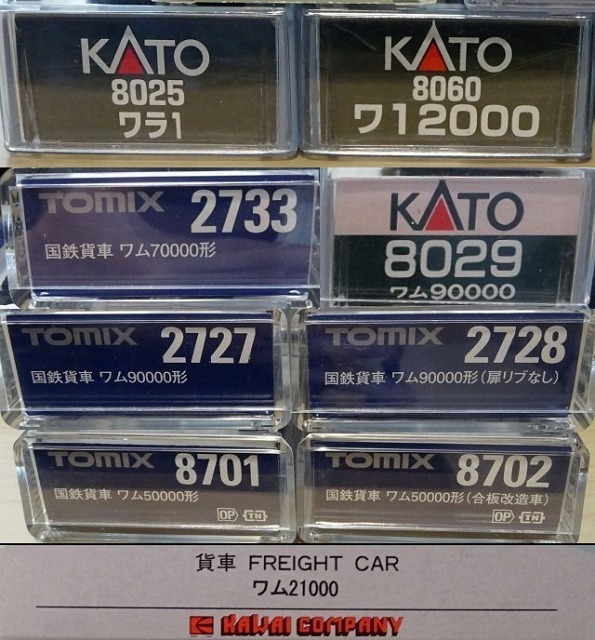 KATO
8025
ワラ1
KATO
8060
ワ12000
TOMIX 2733
国鉄貨車 ワム70000形
KATO
8029
ワム90000
TOMIX 2727
国鉄貨車 ワム90000形
TOMIX 2728
国鉄貨車 ワム90000形(扉リブなし)
TOMIX 8701
国鉄貨車 ワム50000形
OP TN
TOMIX 8702
国鉄貨車 ワム50000形(合板改造車)
OP TN
貨車 FREIGHT CAR
ワム21000
KAWAI COMPANY